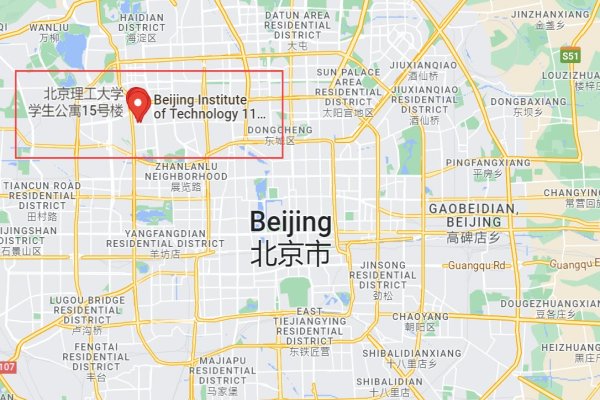 HAIDIAN
DISTRICT
海淀区
WANLIU
万柳
DATUN AREA
RESIDENTIAL
DISTRICT
大屯
JINZHANXIANG
金盏乡
S51
JIUXIANQIAO
酒仙桥
SUN PALACE
AREA
RESIDENTIAL
DISTRICT
太阳宫地区
JIUXIANQIAO
RESIDENTIAL
DISTRICT
酒仙桥
LOUZIZHUANG
楼梓庄
DONGBAXIANG
东坝乡
北京理工大学
学生公寓15号楼
Beijing Institute
of Technology 11...
DONGCHENG
东城区
ZHANLANLU
NEIGHBORHOOD
展览路
PINGFANGXIANG
平房乡
TIANCUN ROAD
RESIDENTIAL
DISTRICT
田村路
CHANGYING
常营回族
Beijing
北京市
GAOBEIDIAN,
BEIJING
高碑店乡
BAJINGSHAN
DISTRICT
石景山区
YANGFANGDIAN
RESIDENTIAL
DISTRICT
羊坊店
JINSONG
RESIDENTIAL
DISTRICT
劲松
Guangqu Rd
Guangqu Rd
LUGOU BRIDGE
RESIDENTIAL
DISTRICT
卢沟桥
EAST
TIEJIANGYING
RESIDENTIAL
DISTRICT
东铁匠营
CHAOYANG
朝阳区
DOUGEZHUANGXIANG
豆各庄乡
FENGTAI
RESIDENTIAL
DISTRICT
丰台
107
MAJIAPU
RESIDENTIAL
DISTRICT
马家堡
SHIBALIDIANXIANG
SHIBALIDIANXIANG
十八里店乡
HEIZHUANG
黑庄户